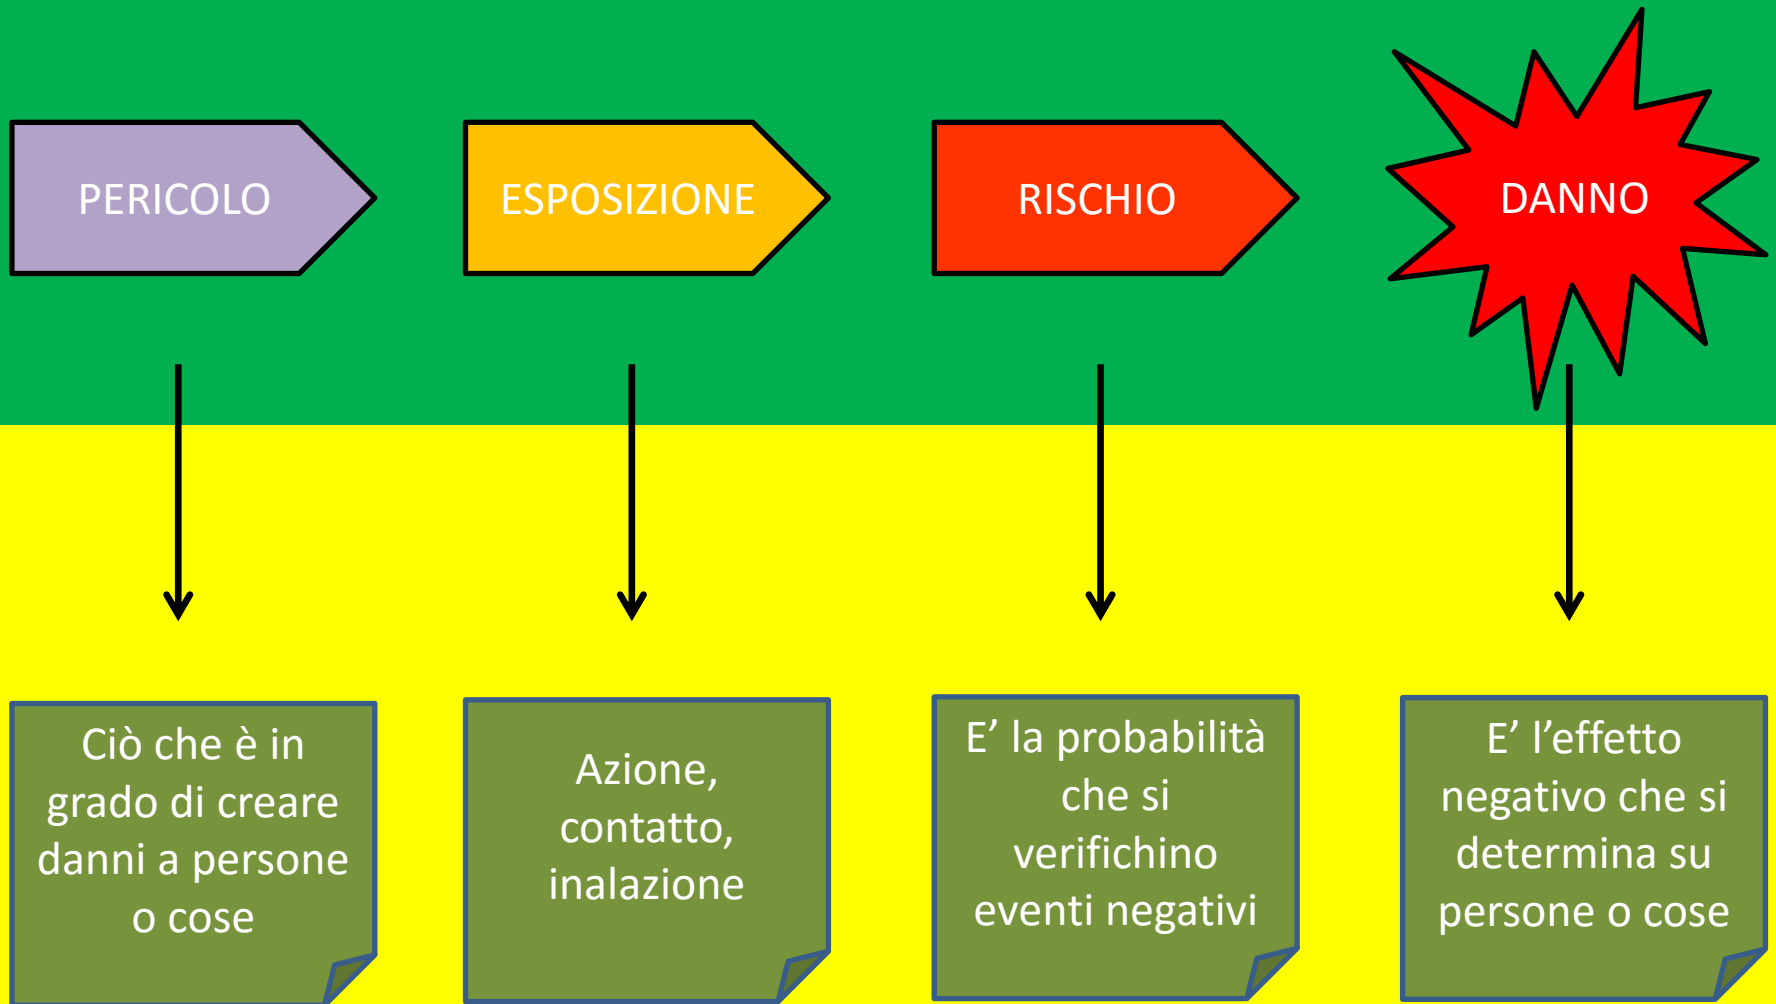 PERICOLO
ESPOSIZIONE
RISCHIO
DANNO
Ciò che è in
grado di creare
danni a persone
o cose
Azione,
contatto,
inalazione
E’ la probabilità
che si
verifichino
eventi negativi
E’ l’effetto
negativo che si
determina su
persone o cose